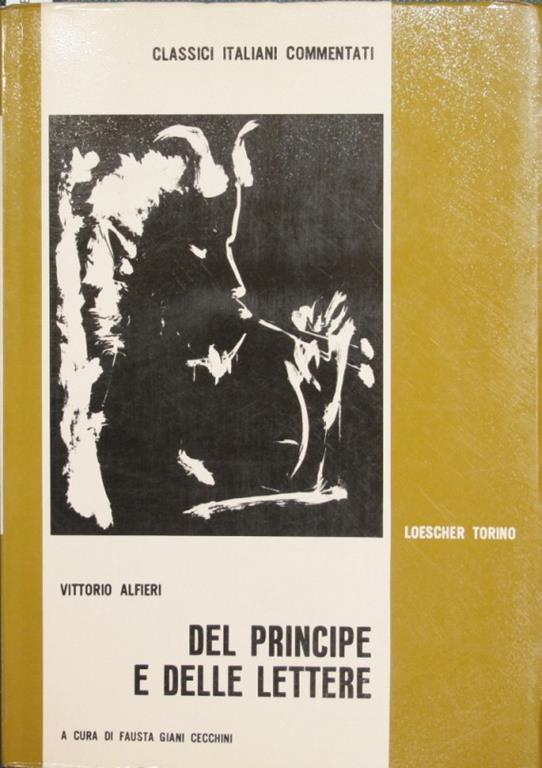 CLASSICI ITALIANI COMMENTATI
LOESCHER TORINO
VITTORIO ALFIERI
DEL PRINCIPE
E DELLE LETTERE
A CURA DI FAUSTA GIANI CECCHINI